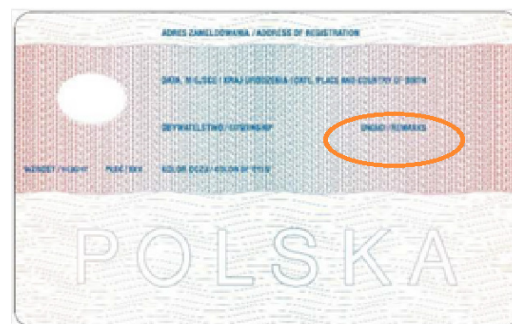 ADRES ZAMELDOWANIA / ADDRESS OF REGISTRATION
DATA, MIEJSCE I KRAJ URODZENIA / DATE, PLACE AND COUNTRY OF BIRTH
OBYWATELSTWO / CITIZENSHIP UWAGI / REMARKS
WZROST / HEIGHT PŁEĆ / SEX KOLOR OCZU / COLOR OF EYES
POLSKA